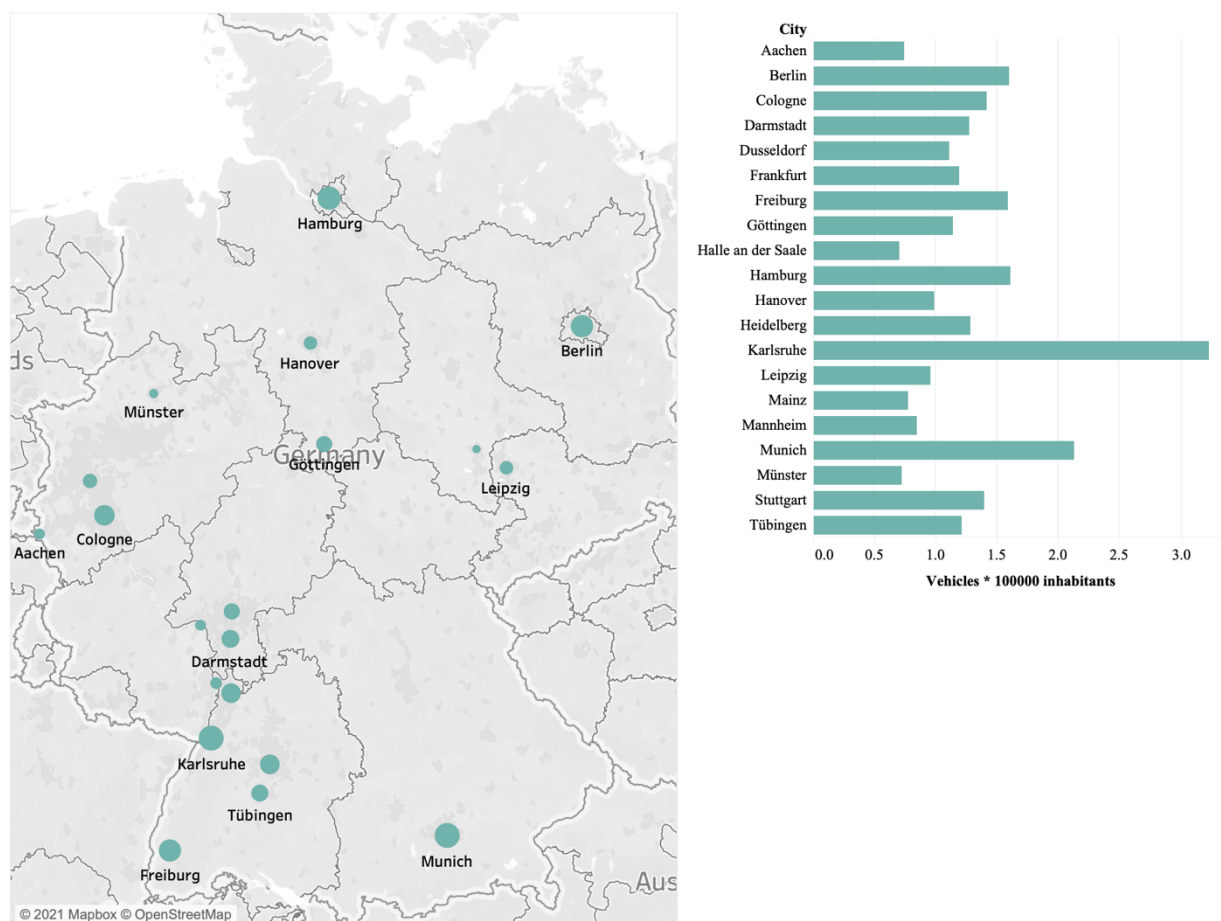 Hamburg
Berlin
Hanover
ds
Münster
Germany
Göttingen
Leipzig
Cologne
Aachen
Darmstadt
Karlsruhe
Tübingen
Munich
Freiburg
Aus
© 2021 Mapbox © OpenStreetMap
City
Aachen
Berlin
Cologne
Darmstadt
Dusseldorf
Frankfurt
Freiburg
Göttingen
Halle an der Saale
Hamburg
Hanover
Heidelberg
Karlsruhe
Leipzig
Mainz
Mannheim
Munich
Münster
Stuttgart
Tübingen
0.0 0.5 1.0 1.5 2.0 2.5 3.0
Vehicles * 100000 inhabitants